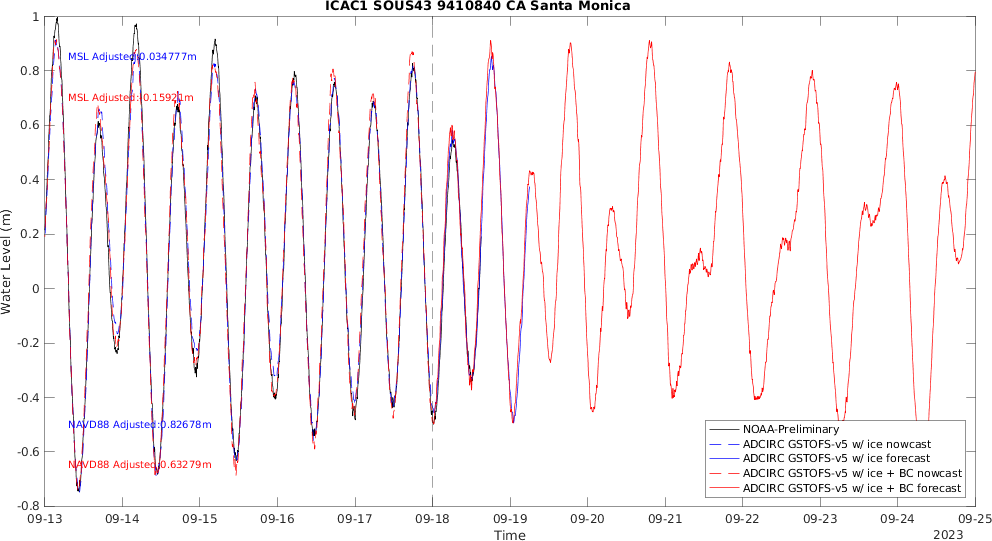 ICAC1 SOUS43 9410840 CA Santa Monica
Water Level (m)
1
0.8
0.6
0.4
0.2
0
-0.2
-0.4
-0.6
-0.8
MSL Adjusted:0.034777m
MSL Adjusted:0.15921m
NAVD88 Adjusted:0.82678m
NAVD88 Adjusted:0.63279m
NOAA-Preliminary
ADCIRC GSTOFS-v5 w/ ice nowcast
ADCIRC GSTOFS-v5 w/ ice forecast
ADCIRC GSTOFS-v5 w/ ice + BC nowcast
ADCIRC GSTOFS-v5 w/ ice + BC forecast
09-13 09-14 09-15 09-16 09-17 09-18 09-19 09-20 09-21 09-22 09-23 09-24 09-25
Time
2023